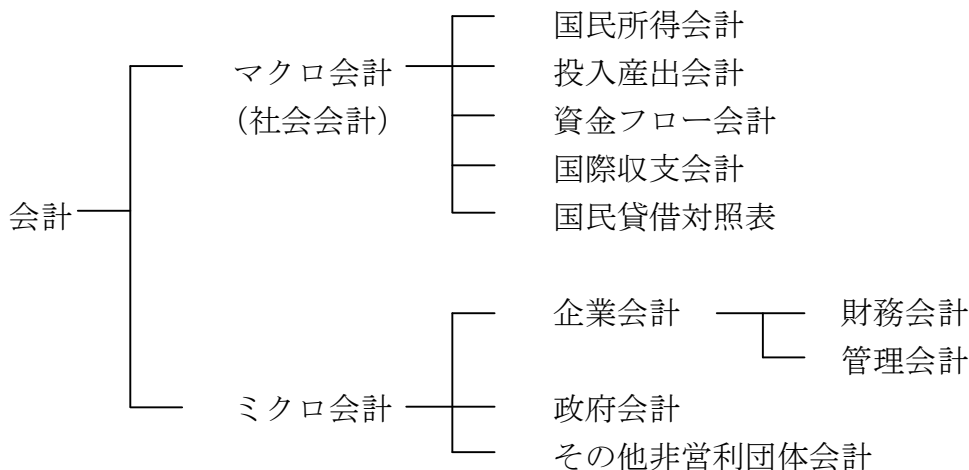 国民所得会計
マクロ会計
投入産出会計
(社会会計)
資金フロー会計
国際収支会計
会計
国民貸借対照表
企業会計
財務会計
管理会計
ミクロ会計
政府会計
その他非営利団体会計